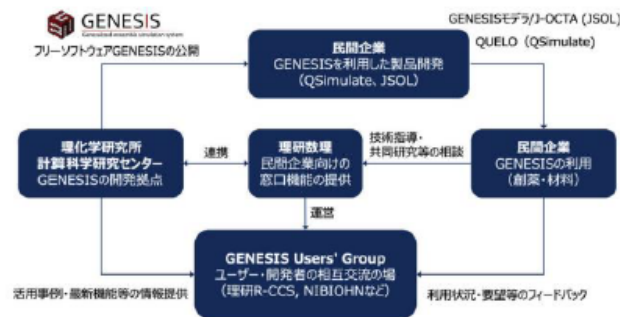 GENESIS
Generalized ensemble simulation system
フリーソフトウェアGENESISの公開
GENESISモデラ/J-OCTA (JSOL)
QUELO（QSimulate)
民間企業
GENESISを利用した製品開発
（QSimulate、JSOL）
理化学研究所
計算科学研究センター
GENESISの開発拠点
連携
理研数理
民間企業向けの
窓口機能の提供
技術指導・
共同研究等の相談
民間企業
GENESISの利用
（創薬・材料）
運営
GENESIS Users' Group
ユーザー・開発者の相互交流の場
（理研R-CCS, NIBIOHNなど）
活用事例・最新機能等の情報提供
利用状況・要望等のフィードバック